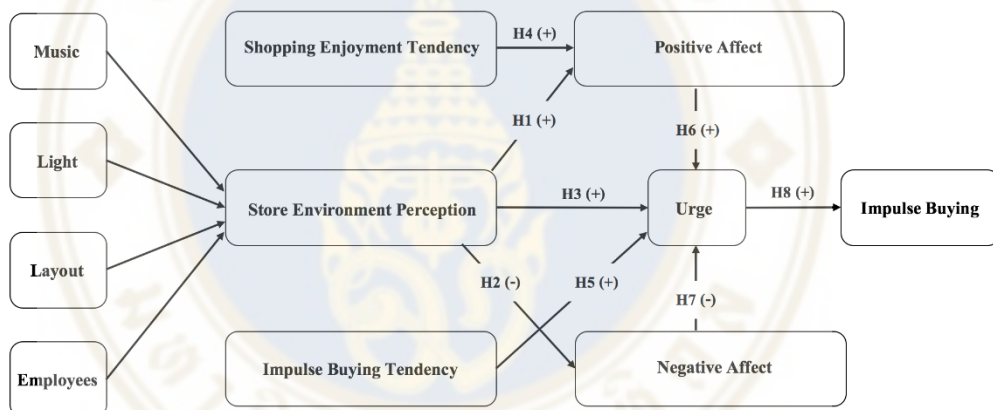 Music
Shopping Enjoyment Tendency
H4 (+)
Positive Affect
H1 (+)
H6 (+)
Light
Store Environment Perception
H3 (+)
Urge
H8 (+)
Impulse Buying
Layout
H2 (-)
H5 (+)
H7 (-)
Employees
Impulse Buying Tendency
Negative Affect